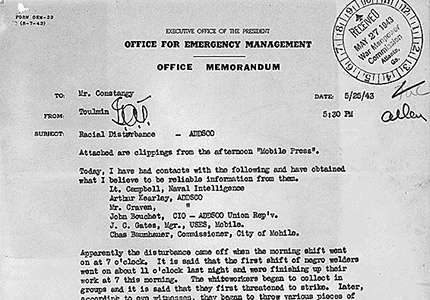 FORM OEM-33
(8-7-42)
EXECUTIVE OFFICE OF THE PRESIDENT
OFFICE FOR EMERGENCY MANAGEMENT
OFFICE MEMORANDUM
RECEIVED
MAY 27 1943
War Manpower
Commission
Atlanta,
Ga.
TO: Mr. Constangy
DATE: 5/25/43
FROM: Toulmin
5:30 PM
allen
SUBJECT: Racial Disturbance - ADDSCO
Attached are clippings from the afternoon "Mobile Press".
Today, I have had contacts with the following and have obtained
what I believe to be reliable information from them.
Lt. Campbell, Naval Intelligence
Arthur Kearley, ADDSCO
Mr. Craven, "
John Bouchet, CIO - ADDSCO Union Rep'v.
J. C. Gates, Mgr., USES, Mobile.
Chas Baumhauer, Commissioner, City of Mobile.
Apparently the disturbance came off when the morning shift went
on at 7 o'clock. It is said that the first shift of negro welders
went on about 11 o'clock last night and were finishing up their
work at 7 this morning. The whiteworkers began to collect in
groups and it is said that they first threatened to strike. Later,
according to eye witnesses, they began to throw various pieces of